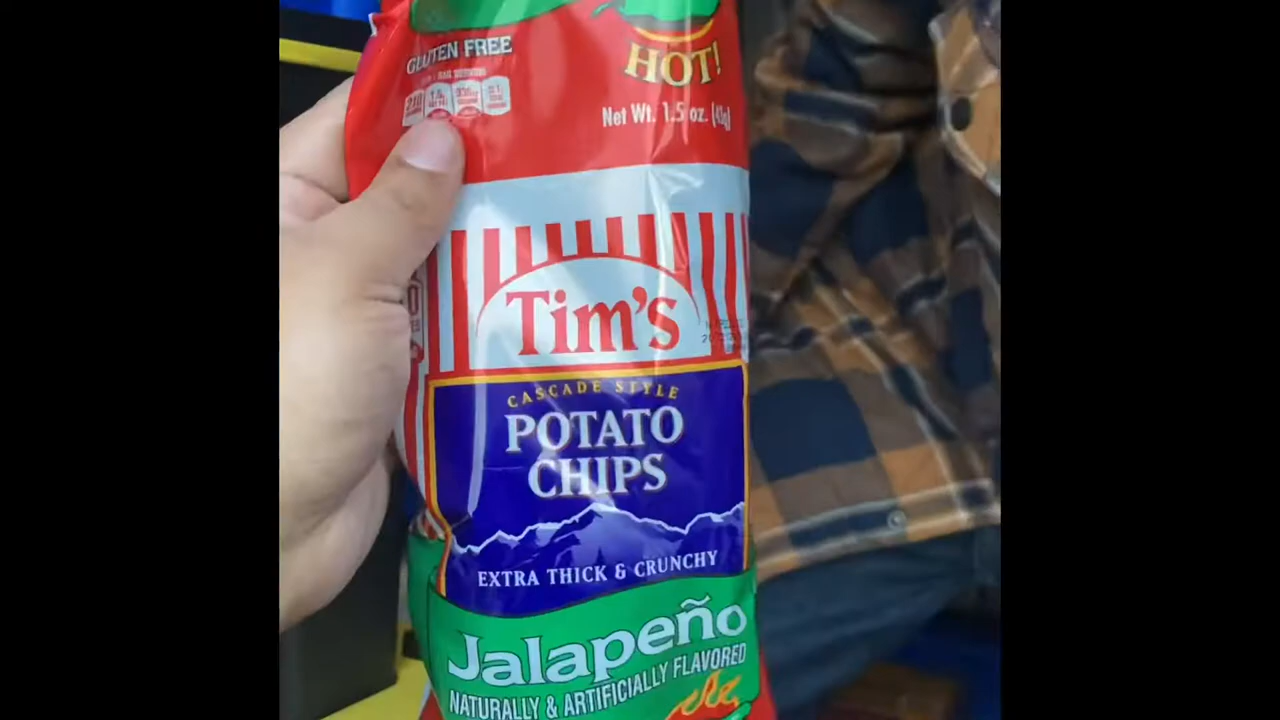 GLUTEN FREE
HOT!
Net Wt. 1.5 oz. (43g)
Tim's
CASCADE STYLE
POTATO
CHIPS
EXTRA THICK & CRUNCHY
Jalapeño
NATURALLY & ARTIFICIALLY FLAVORED